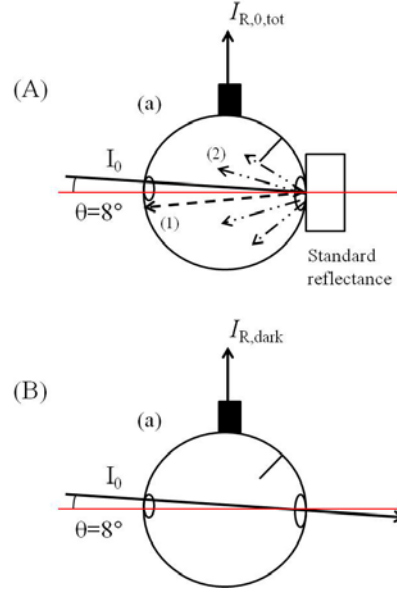 I_R,0,tot
(A)
(a)
I_0
(2)
θ=8°
(1)
Standard
reflectance
I_R,dark
(B)
(a)
I_0
θ=8°